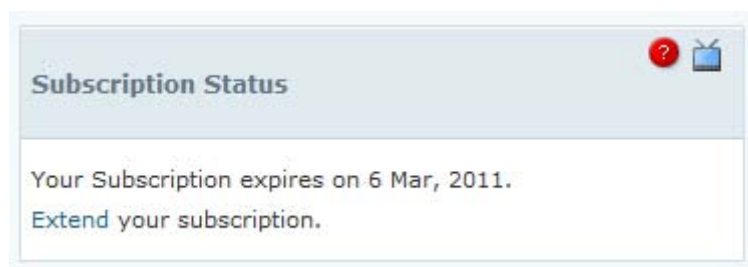 ?
Subscription Status
Your Subscription expires on 6 Mar, 2011.
Extend your subscription.